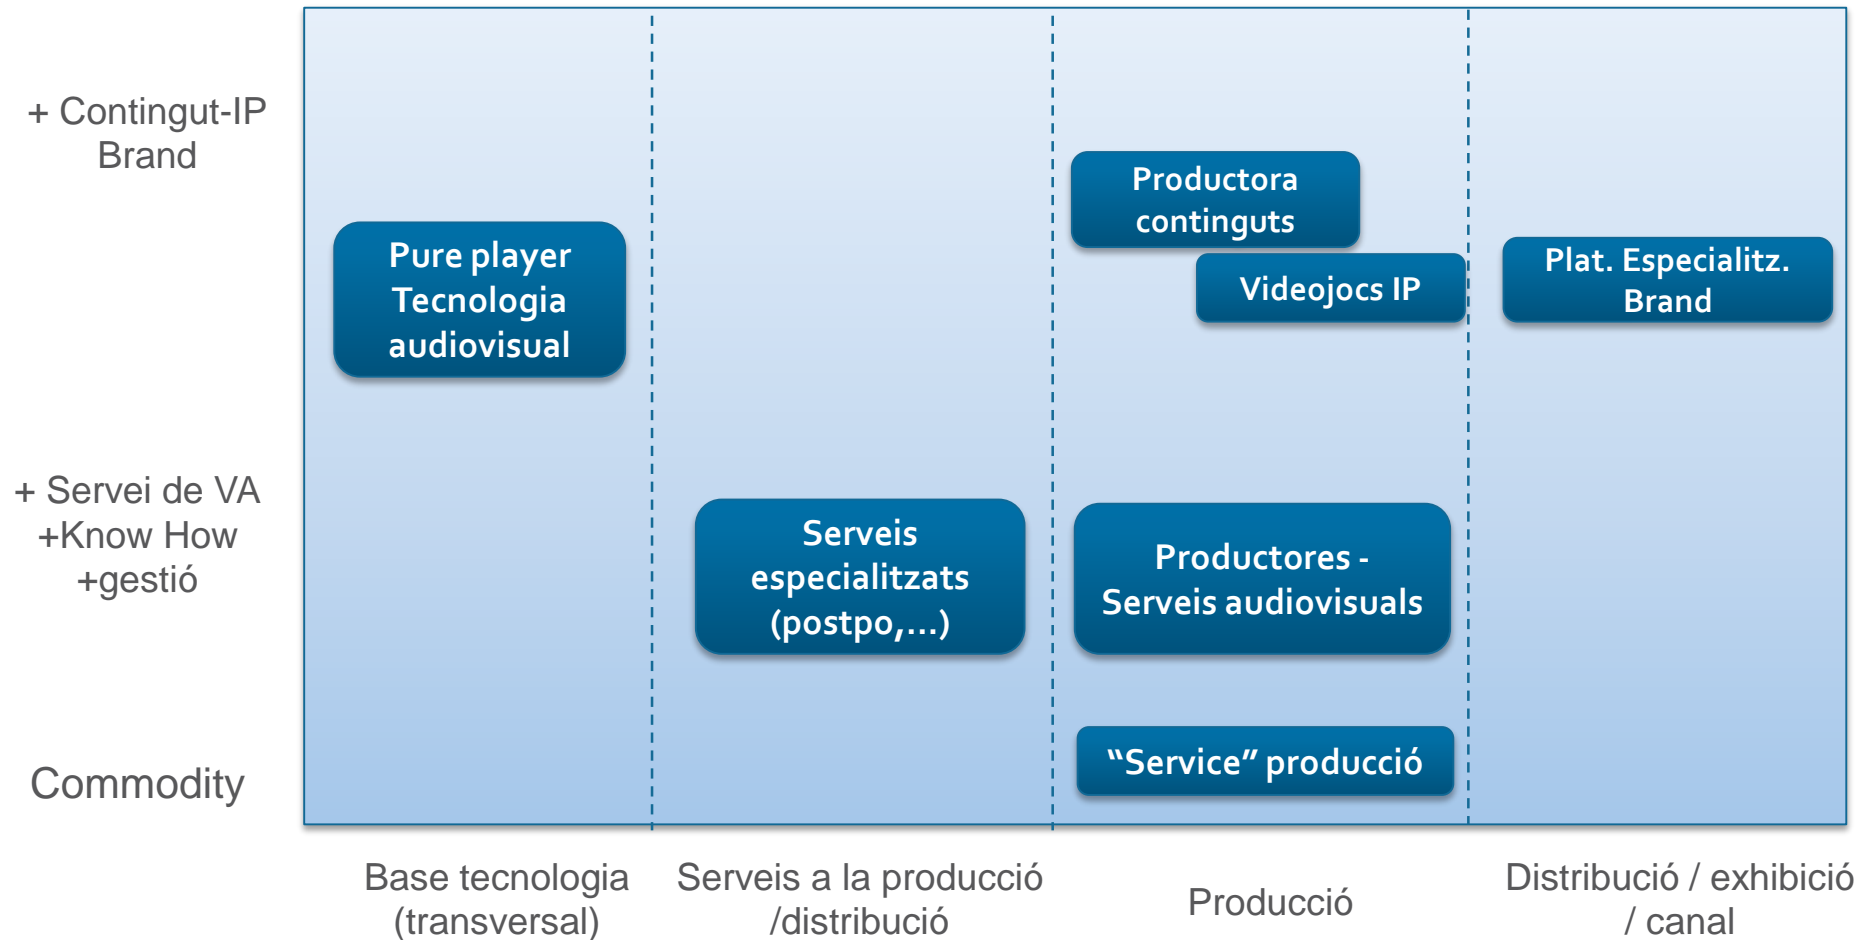 + Contingut-IP
Brand
Productora
continguts
Pure player
Tecnologia
audiovisual
Videojocs IP
Plat. Especialitz.
Brand
+ Servei de VA
+Know How
+gestió
Serveis
especialitzats
(postpo,...)
Productores -
Serveis audiovisuals
Commodity
“Service” producció
Base tecnologia
(transversal)
Serveis a la producció
/distribució
Producció
Distribució / exhibició
/ canal